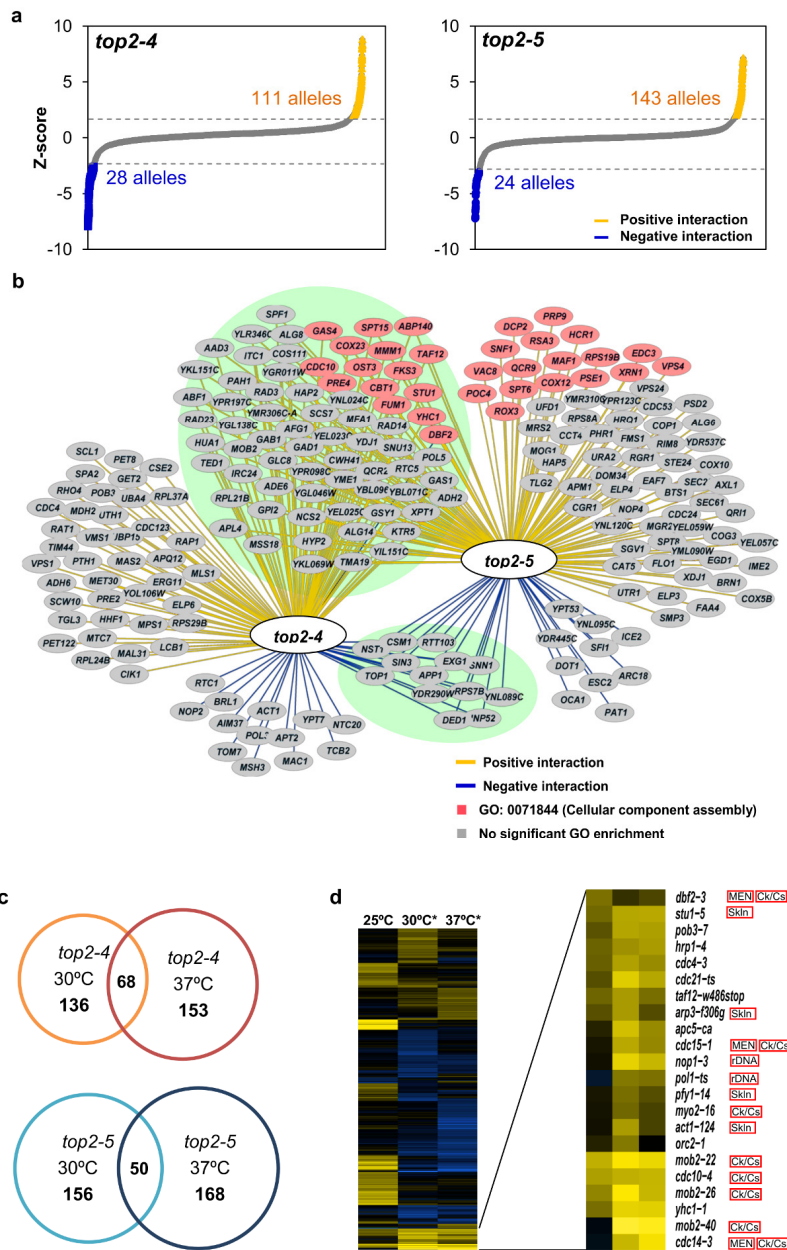 a
top2-4
top2-5
Z-score
10
5
0
-5
-10
111 alleles
28 alleles
10
5
0
-5
-10
143 alleles
24 alleles
Positive interaction
Negative interaction
b
SPF1
YLR346C
ALG8
GAS4
SPT15
ABP140
AAD3
ITC1
COS111
COX23
MMM1
TAF12
YKL151C
YGR011W
CDC10
OST3
FKS3
PAH1
RAD3
HAP2
PRE4
CBT1
STU1
ABF1
YPR197C
YNL024C
FUM1
RAD23
YMR306C-A
SCS7
MFA1
RAD14
YHC1
YGL138C
AFG1
YEL023C
YDJ1
SNU13
DBF2
HUA1
MOB2
GAB1
GAD1
CWH41
POL5
TED1
GLC8
YPR098C
QCR2
RTC5
IRC24
ADE6
YME1
YBL096C
YBL071C
GAS1
RPL21B
YGL046W
ADH2
GPI2
NCS2
YEL025C
GSY1
XPT1
APL4
ALG14
KTR5
MSS18
HYP2
YIL151C
YKL069W
TMA19
PRP9
DCP2
RSA3
HCR1
SNF1
MAF1
RPS19B
EDC3
VAC8
QCR9
COX12
PSE1
XRN1
VPS4
POC4
SPT6
ROX3
VPS24
UFD1
YMR310C
YPR123C
CDC53
PSD2
MRS2
RPS8A
HRQ1
COP1
ALG6
CCT4
PHR1
FMS1
RIM8
YDR537C
MOG1
URA2
RGR1
STE24
COX10
HAP5
DOM34
EAF7
SEC2
AXL1
TLG2
APM1
ELP4
BTS1
SEC61
CGR1
NOP4
CDC24
QRI1
YNL120C
MGR2
YEL059W
SGV1
SPT8
YML090W
COG3
YEL057C
CAT5
FLO1
EGD1
IME2
XDJ1
BRN1
UTR1
ELP3
COX5B
SMP3
FAA4
SCL1
PET8
SPA2
GET2
CSE2
RHO4
POB3
UBA4
RPL37A
CDC4
MDH2
UTH1
CDC123
RAT1
VMS1
JBP15
RAP1
TIM44
MAS2
APQ12
VPS1
PTH1
MLS1
ADH6
MET30
ERG11
YOL106W
SCW10
PRE2
ELP6
TGL3
HHF1
MPS1
RPS29B
PET122
MTC7
LCB1
RPL24B
MAL31
CIK1
top2-5
top2-4
NST1
CSM1
RTT103
SIN3
EXG1
SNN1
TOP1
APP1
YDR290W
RPS7B
YNL089C
DED1
INP52
YPT53
YNL095C
YDR445C
SFI1
ICE2
DOT1
ESC2
ARC18
OCA1
PAT1
RTC1
BRL1
NOP2
ACT1
YPT7
NTC20
AIM37
APT2
TOM7
TCB2
MSH3
MAC1
Positive interaction
Negative interaction
GO: 0071844 (Cellular component assembly)
No significant GO enrichment
c
top2-4
30ºC
136
68
top2-4
37ºC
153
top2-5
30ºC
156
50
top2-5
37ºC
168
d
25ºC 30ºC* 37ºC*
dbf2-3 MEN Ck/Cs
stu1-5 Skln
pob3-7
hrp1-4
cdc4-3
cdc21-ts
taf12-w486stop
arp3-f306g Skln
apc5-ca
cdc15-1 MEN Ck/Cs
nop1-3 rDNA
pol1-ts rDNA
pfy1-14 Skln
myo2-16 Ck/Cs
act1-124 Skln
orc2-1
mob2-22 Ck/Cs
cdc10-4 Ck/Cs
mob2-26 Ck/Cs
yhc1-1
mob2-40 Ck/Cs
cdc14-3 MEN Ck/Cs